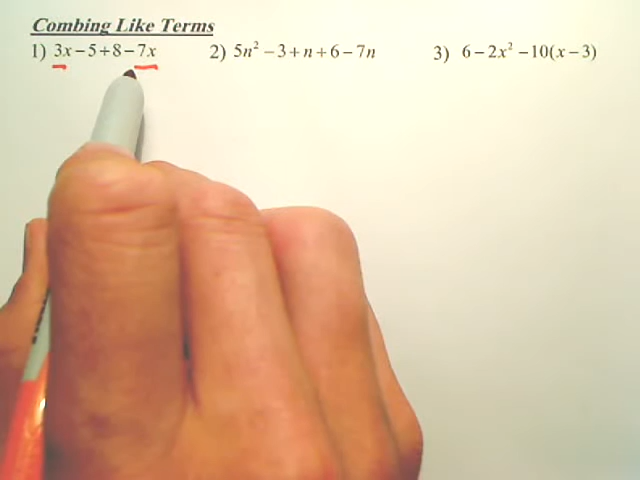 Combing Like Terms
1) 3x – 5 + 8 – 7x 2) 5n² – 3 + n + 6 – 7n 3) 6 – 2x² – 10(x – 3)